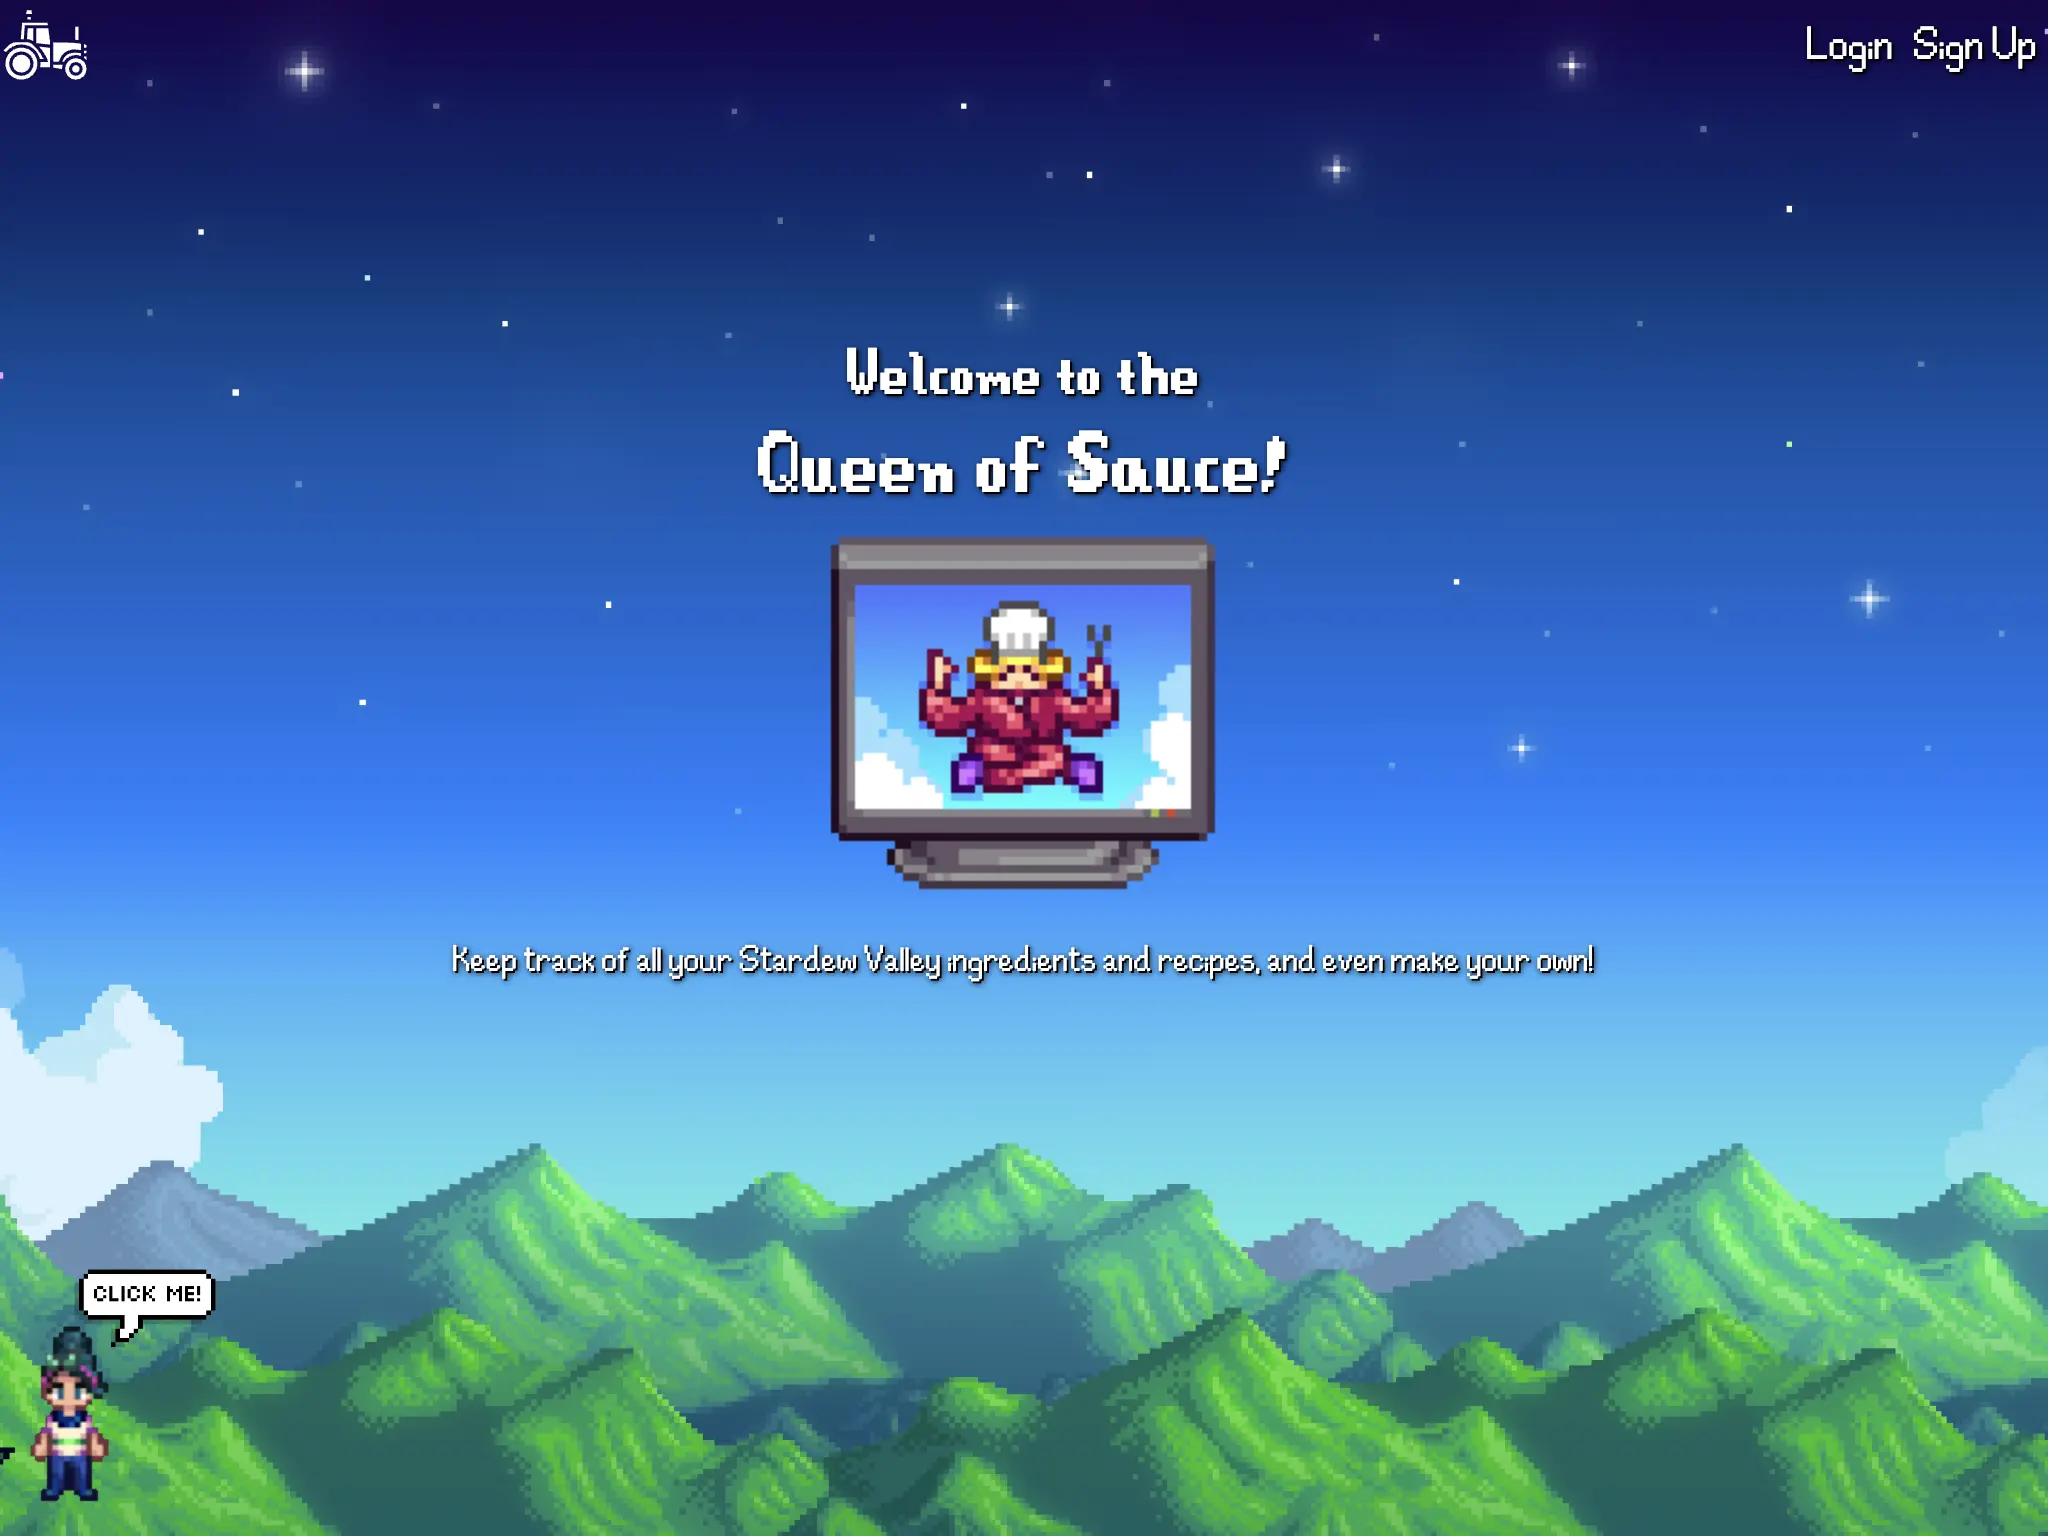 Login Sign Up
Welcome to the
Queen of Sauce!
Keep track of all your Stardew Valley ingredients and recipes, and even make your own!
CLICK ME!